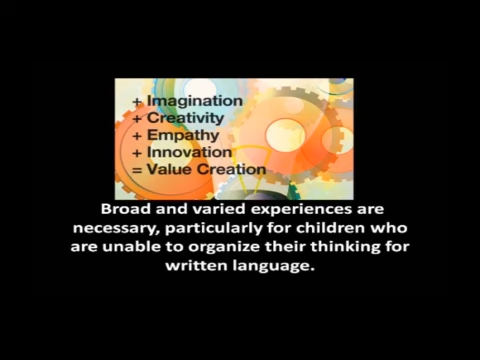 + Imagination
+ Creativity
+ Empathy
+ Innovation
= Value Creation
Broad and varied experiences are
necessary, particularly for children who
are unable to organize their thinking for
written language.